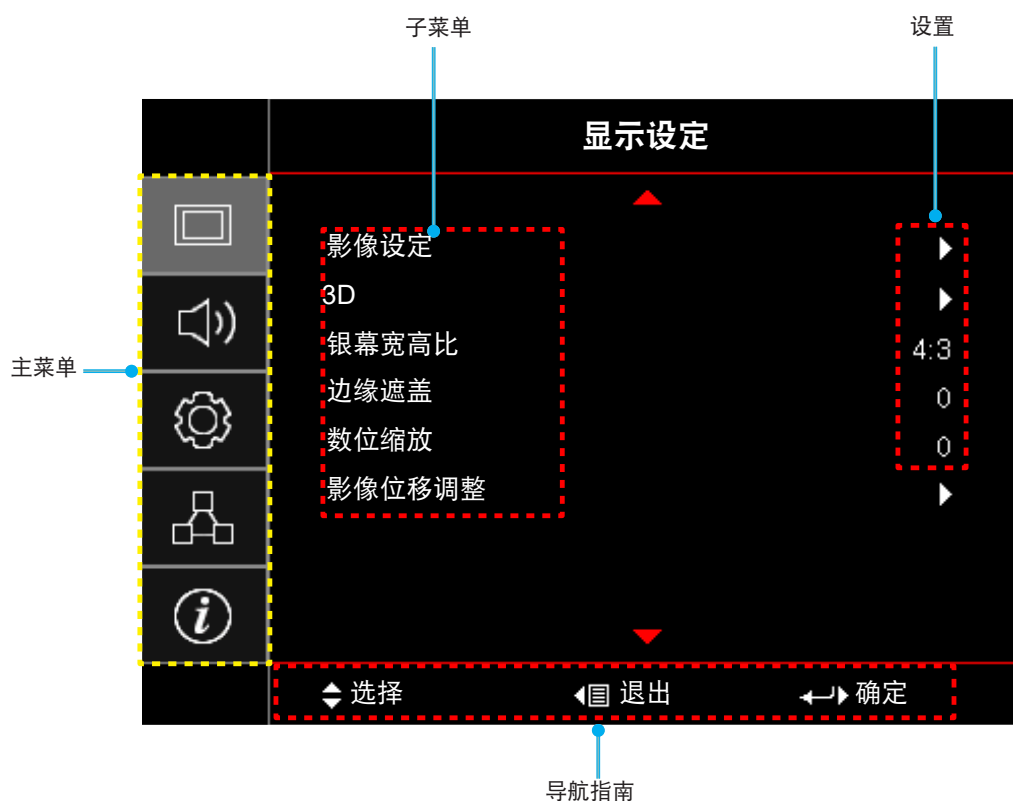 子菜单
设置
显示设定
影像设定
3D
银幕宽高比 4:3
边缘遮盖 0
数位缩放 0
影像位移调整
主菜单
i
选择 退出 确定
导航指南